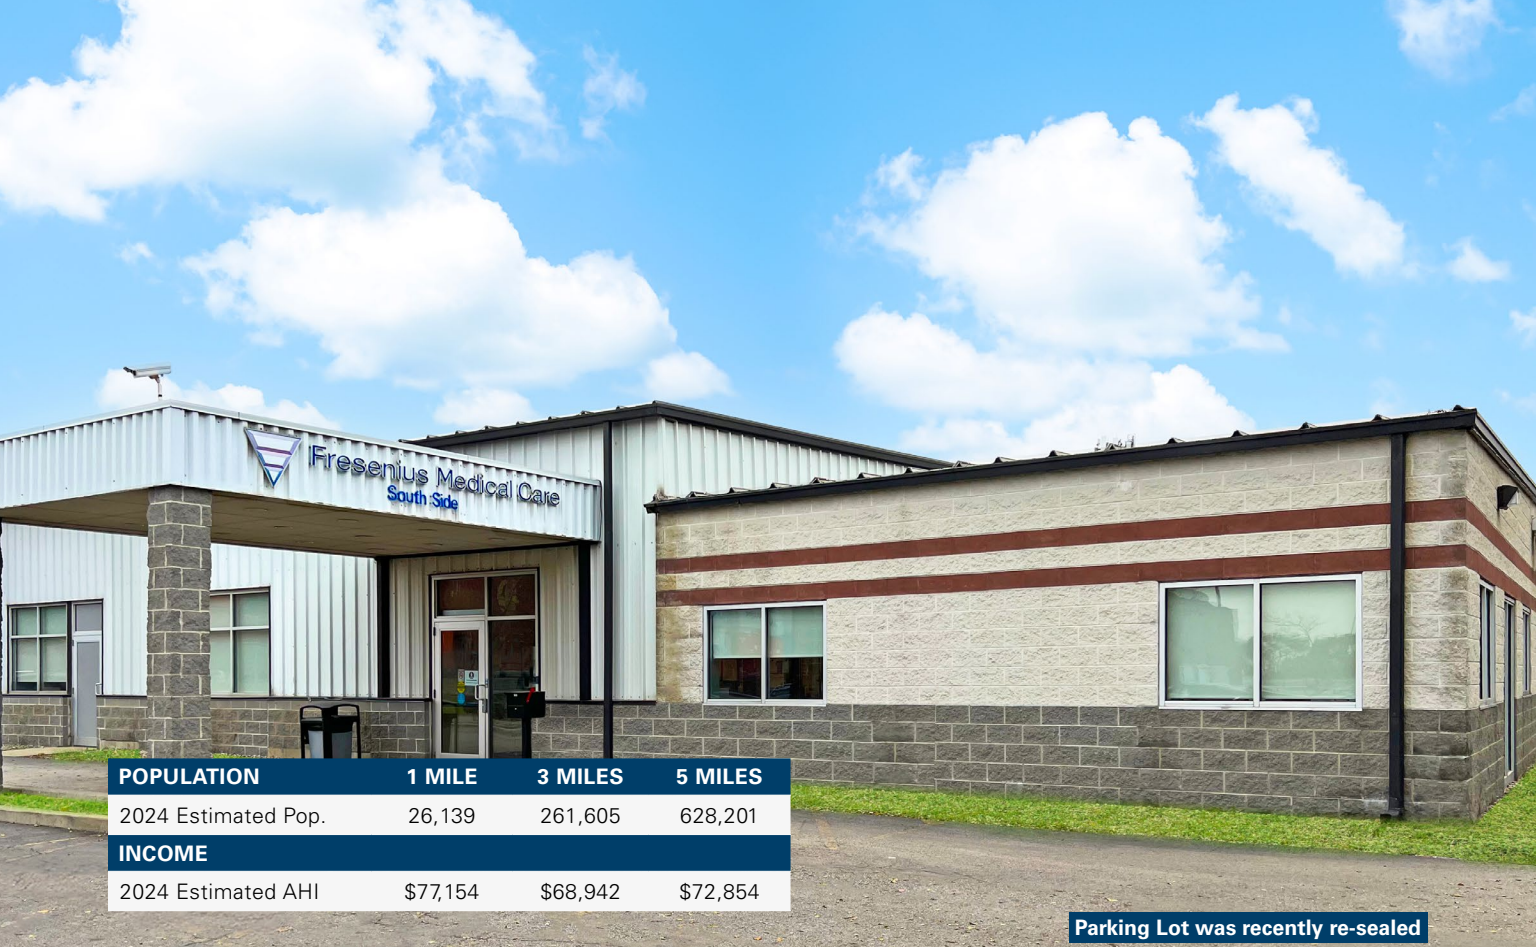 Fresenius Medical Care
South Side
POPULATION 1 MILE 3 MILES 5 MILES
2024 Estimated Pop. 26,139 261,605 628,201
INCOME
2024 Estimated AHI $77,154 $68,942 $72,854
Parking Lot was recently re-sealed